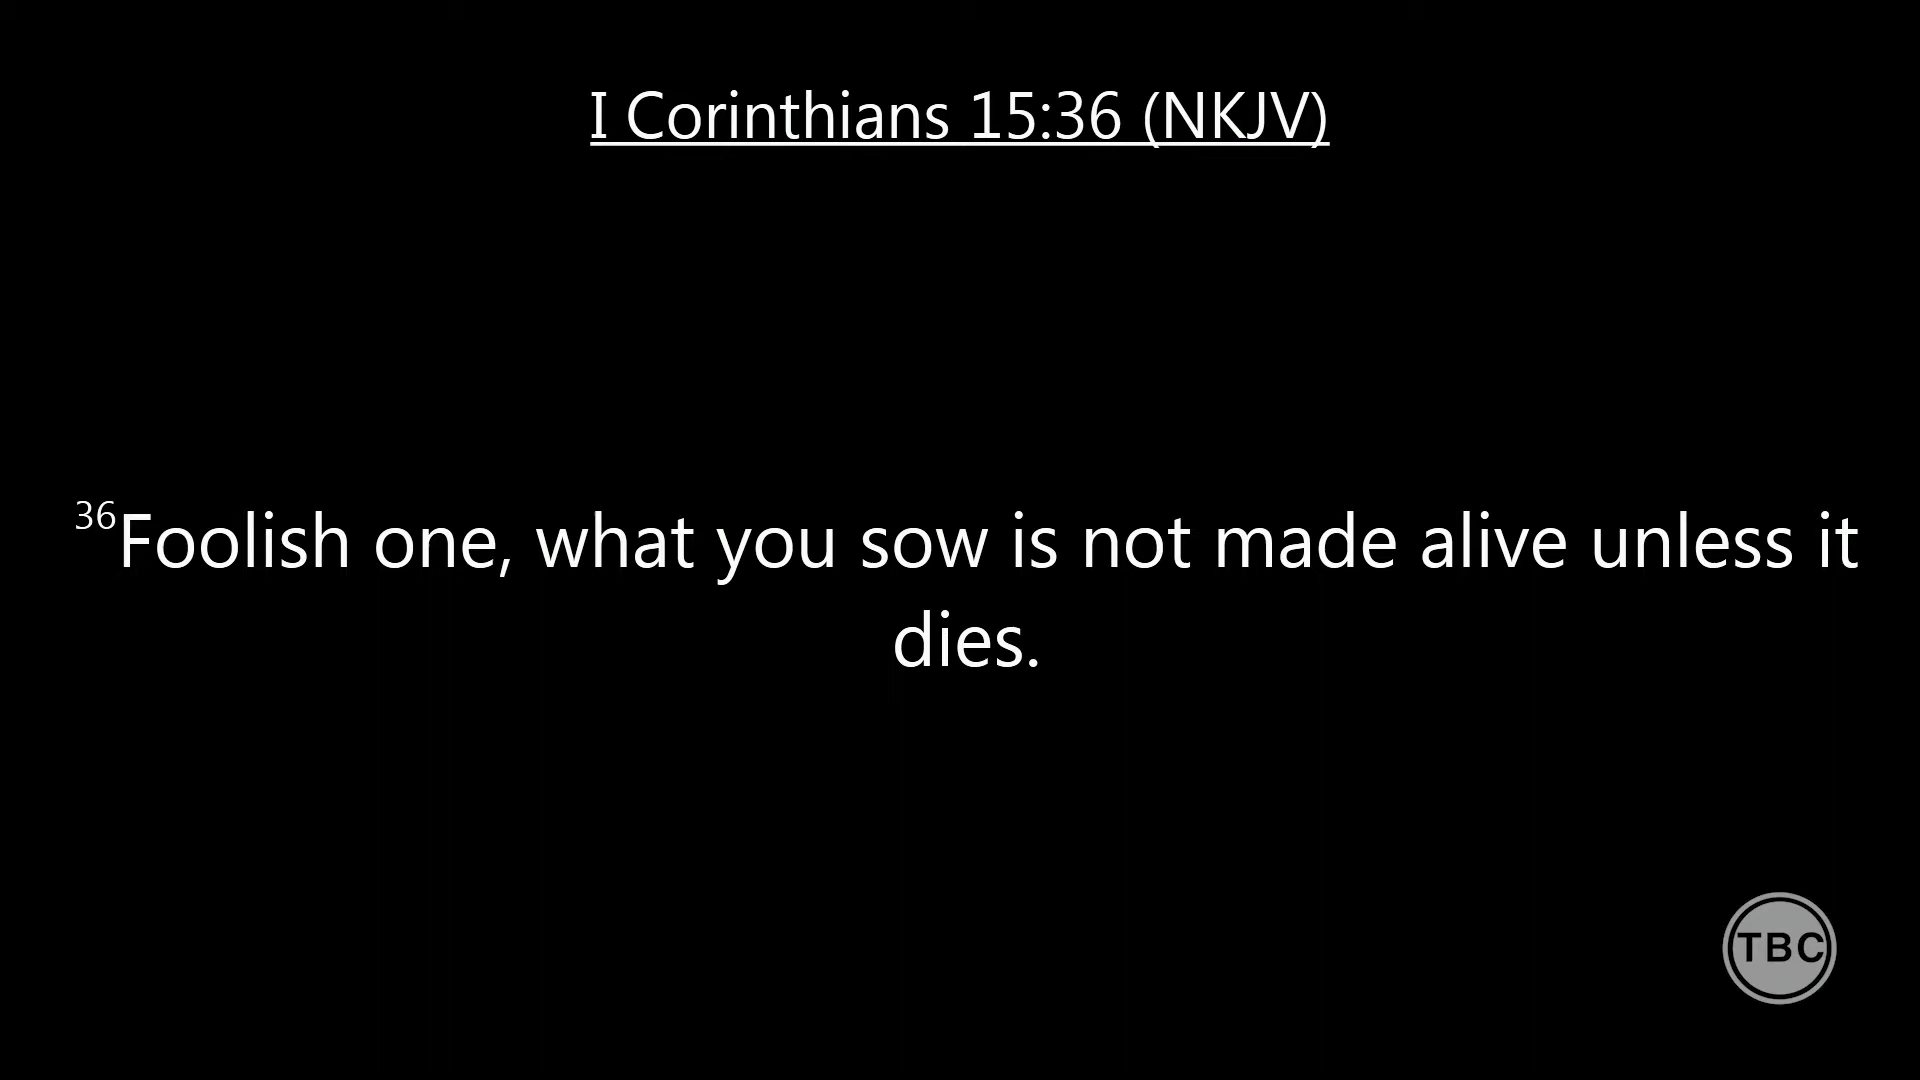 I Corinthians 15:36 (NKJV)
36Foolish one, what you sow is not made alive unless it
dies.
TBC